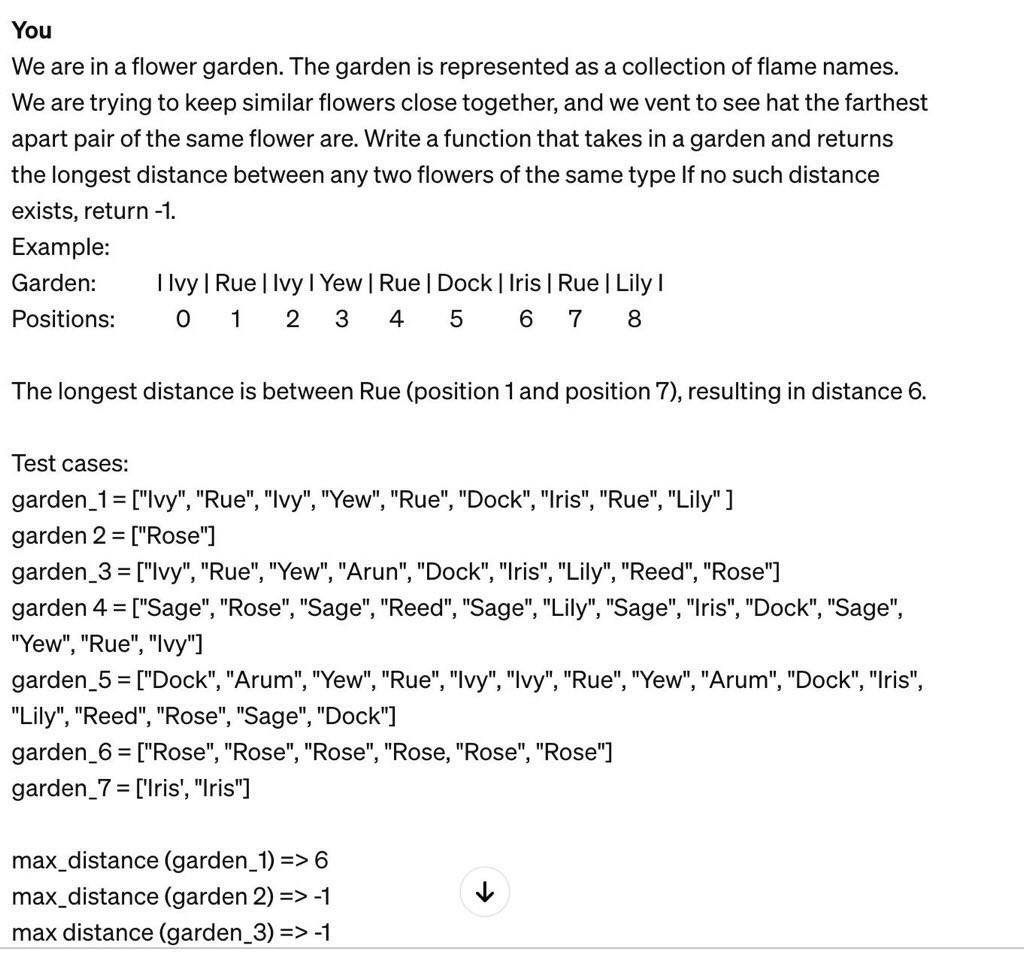 You
We are in a flower garden. The garden is represented as a collection of flame names.
We are trying to keep similar flowers close together, and we vent to see hat the farthest
apart pair of the same flower are. Write a function that takes in a garden and returns
the longest distance between any two flowers of the same type If no such distance
exists, return -1.
Example:
Garden: I Ivy | Rue | Ivy I Yew | Rue | Dock | Iris | Rue | Lily I
Positions: 0 1 2 3 4 5 6 7 8
The longest distance is between Rue (position 1 and position 7), resulting in distance 6.
Test cases:
garden_1 = ["Ivy", "Rue", "Ivy", "Yew", "Rue", "Dock", "Iris", "Rue", "Lily" ]
garden 2 = ["Rose"]
garden_3 = ["Ivy", "Rue", "Yew", "Arun", "Dock", "Iris", "Lily", "Reed", "Rose"]
garden 4 = ["Sage", "Rose", "Sage", "Reed", "Sage", "Lily", "Sage", "Iris", "Dock", "Sage",
"Yew", "Rue", "Ivy"]
garden_5 = ["Dock", "Arum", "Yew", "Rue", "Ivy", "Ivy", "Rue", "Yew", "Arum", "Dock", "Iris",
"Lily", "Reed", "Rose", "Sage", "Dock"]
garden_6 = ["Rose", "Rose", "Rose", "Rose, "Rose", "Rose"]
garden_7 = ['Iris', "Iris"]
max_distance (garden_1) => 6
max_distance (garden 2) => -1
max distance (garden_3) => -1